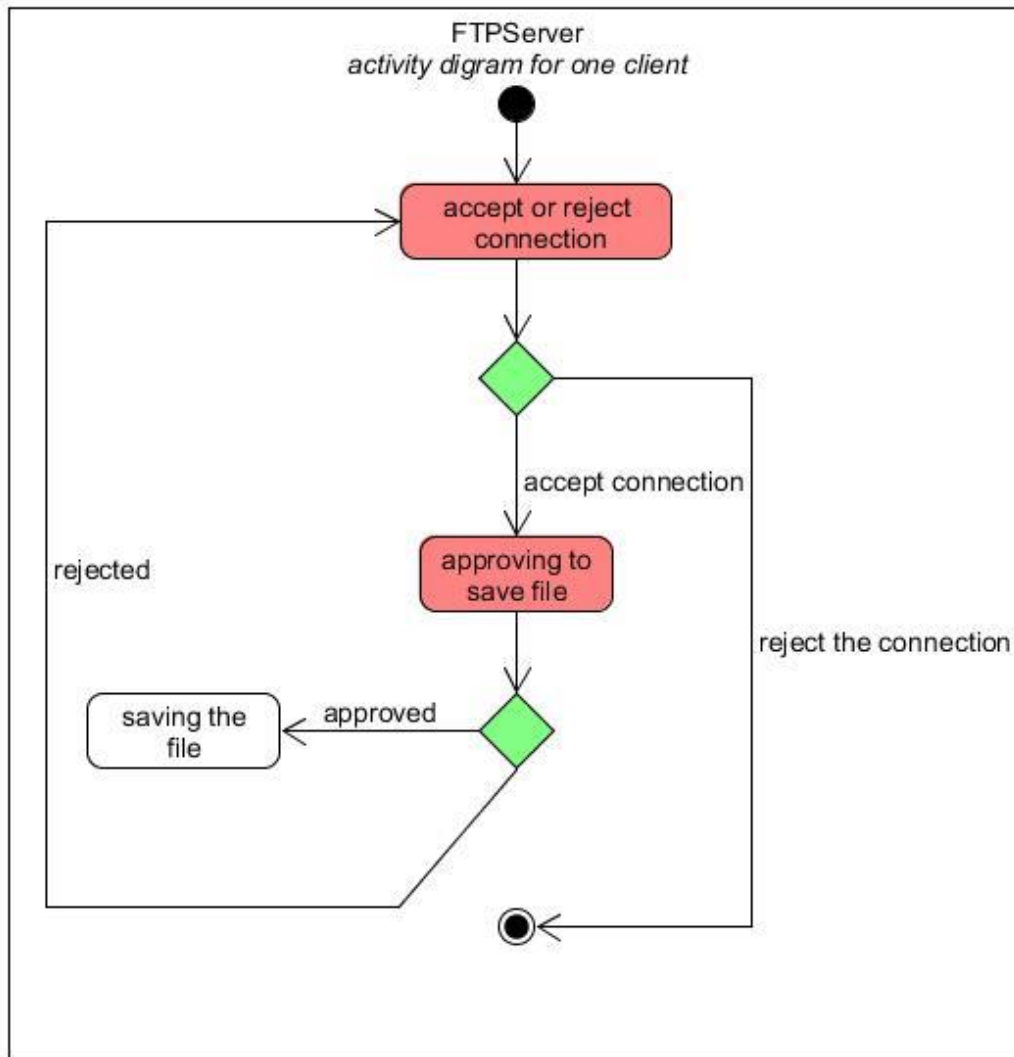 FTPServer
activity digram for one client
accept or reject
connection
accept connection
approving to
save file
rejected
reject the connection
saving the
file
approved